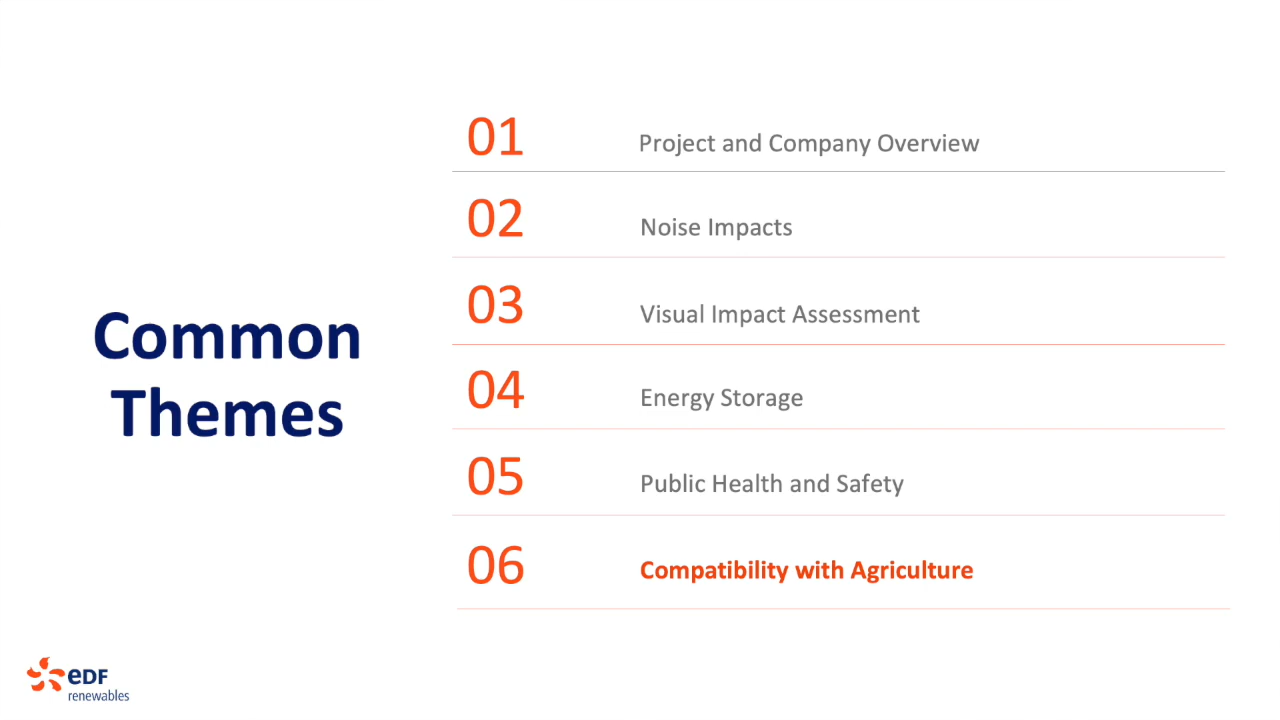 Common
Themes
01 Project and Company Overview
02 Noise Impacts
03 Visual Impact Assessment
04 Energy Storage
05 Public Health and Safety
06 Compatibility with Agriculture
eDF
renewables